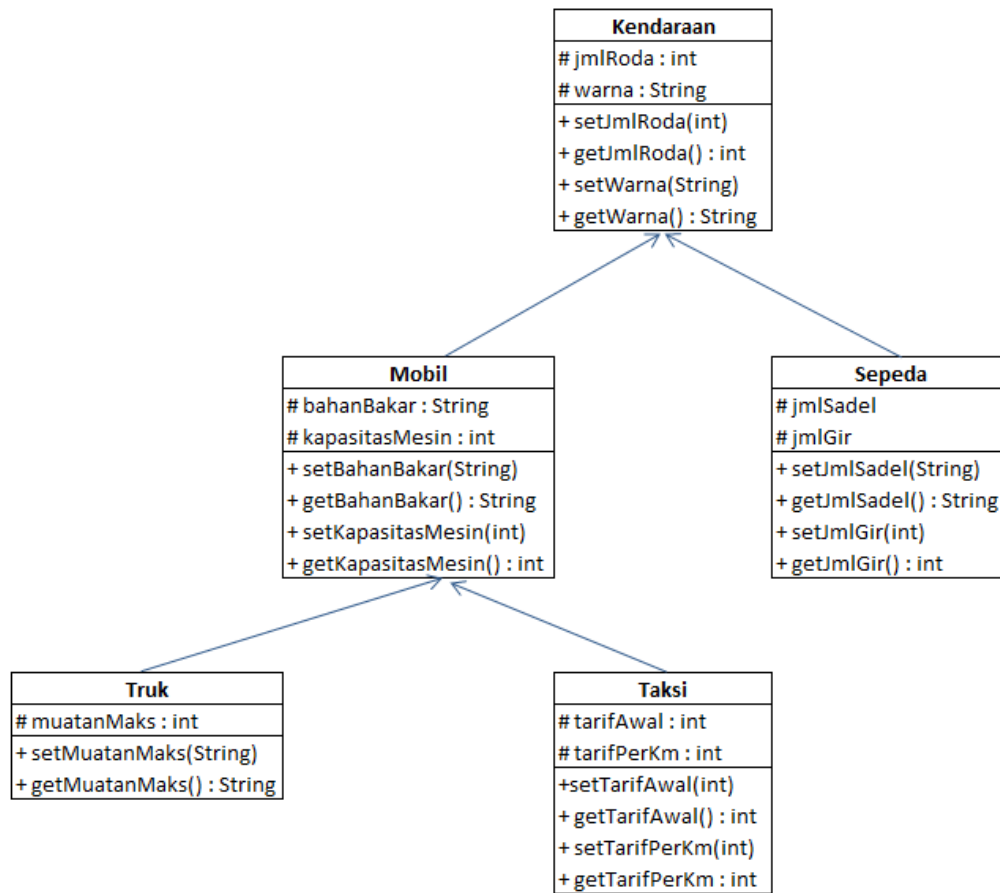 Kendaraan
# jmlRoda : int
# warna : String
+ setJmlRoda(int)
+ getJmlRoda() : int
+ setWarna(String)
+ getWarna() : String
Mobil
# bahanBakar : String
# kapasitasMesin : int
+ setBahanBakar(String)
+ getBahanBakar() : String
+ setKapasitasMesin(int)
+ getKapasitasMesin() : int
Sepeda
# jmlSadel
# jmlGir
+ setJmlSadel(String)
+ getJmlSadel() : String
+ setJmlGir(int)
+ getJmlGir() : int
Truk
# muatanMaks : int
+ setMuatanMaks(String)
+ getMuatanMaks() : String
Taksi
# tarifAwal : int
# tarifPerKm : int
+setTarifAwal(int)
+ getTarifAwal() : int
+ setTarifPerKm(int)
+ getTarifPerKm : int